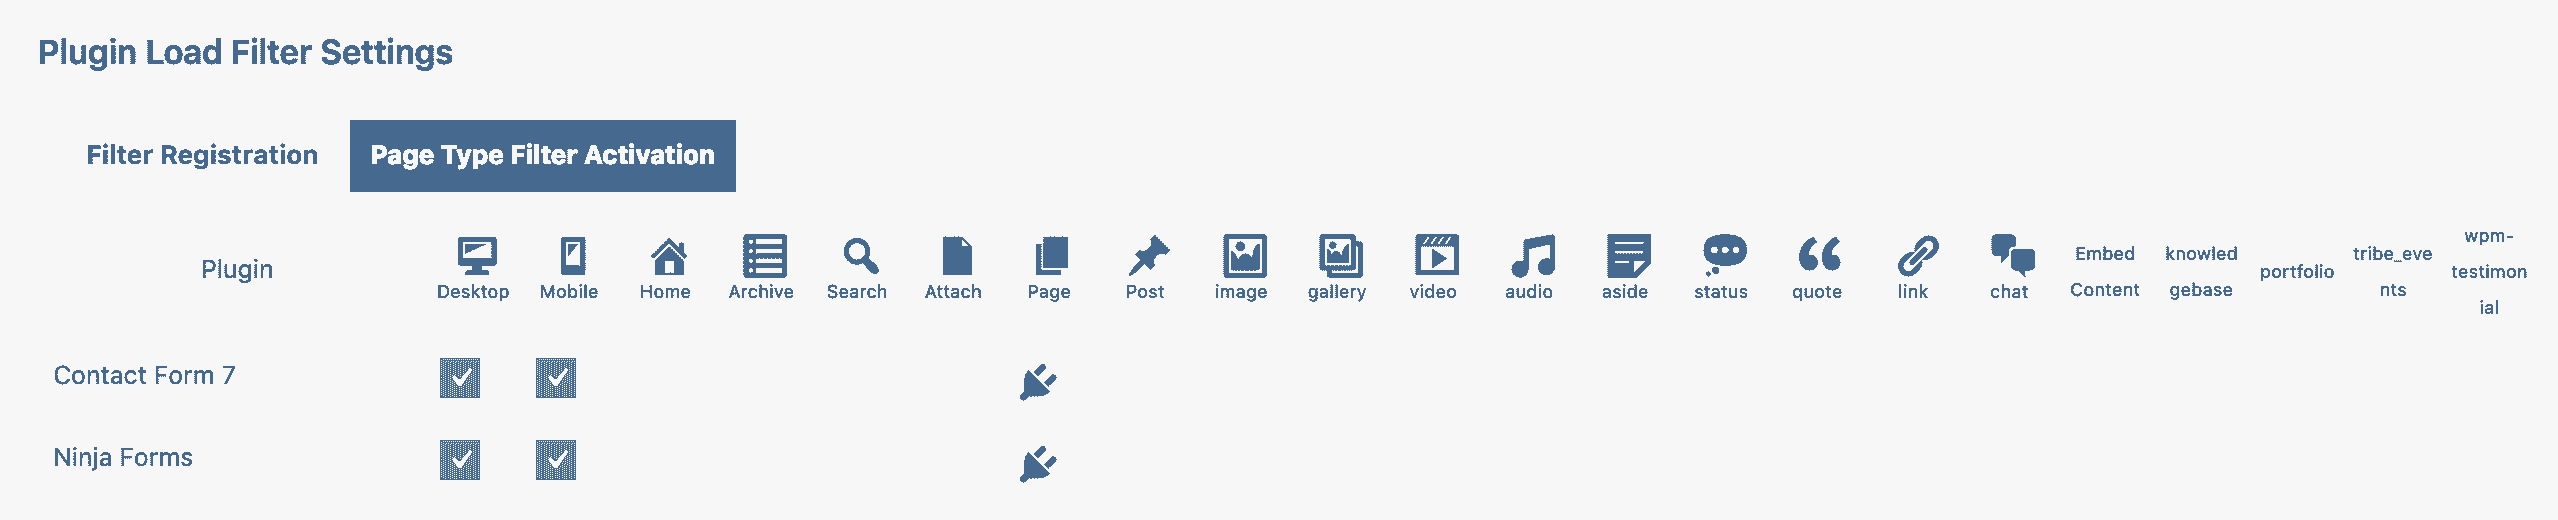 Plugin Load Filter Settings
Filter Registration Page Type Filter Activation
Plugin Desktop Mobile Home Archive Search Attach Page Post image gallery video audio aside status quote link chat
Embed
Content
knowled
gebase
portfolio
tribe_eve
nts
wpm-
testimon
ial
Contact Form 7
Ninja Forms